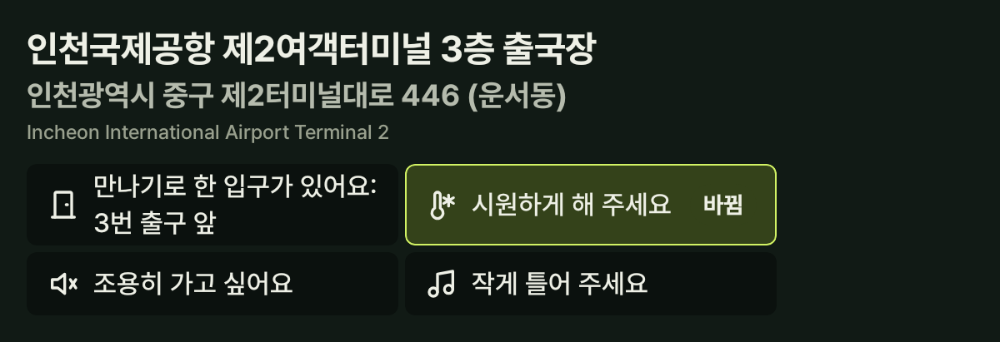 인천국제공항 제2여객터미널 3층 출국장
인천광역시 중구 제2터미널대로 446 (운서동)
Incheon International Airport Terminal 2
만나기로 한 입구가 있어요:
3번 출구 앞
시원하게 해 주세요 바뀜
조용히 가고 싶어요
작게 틀어 주세요